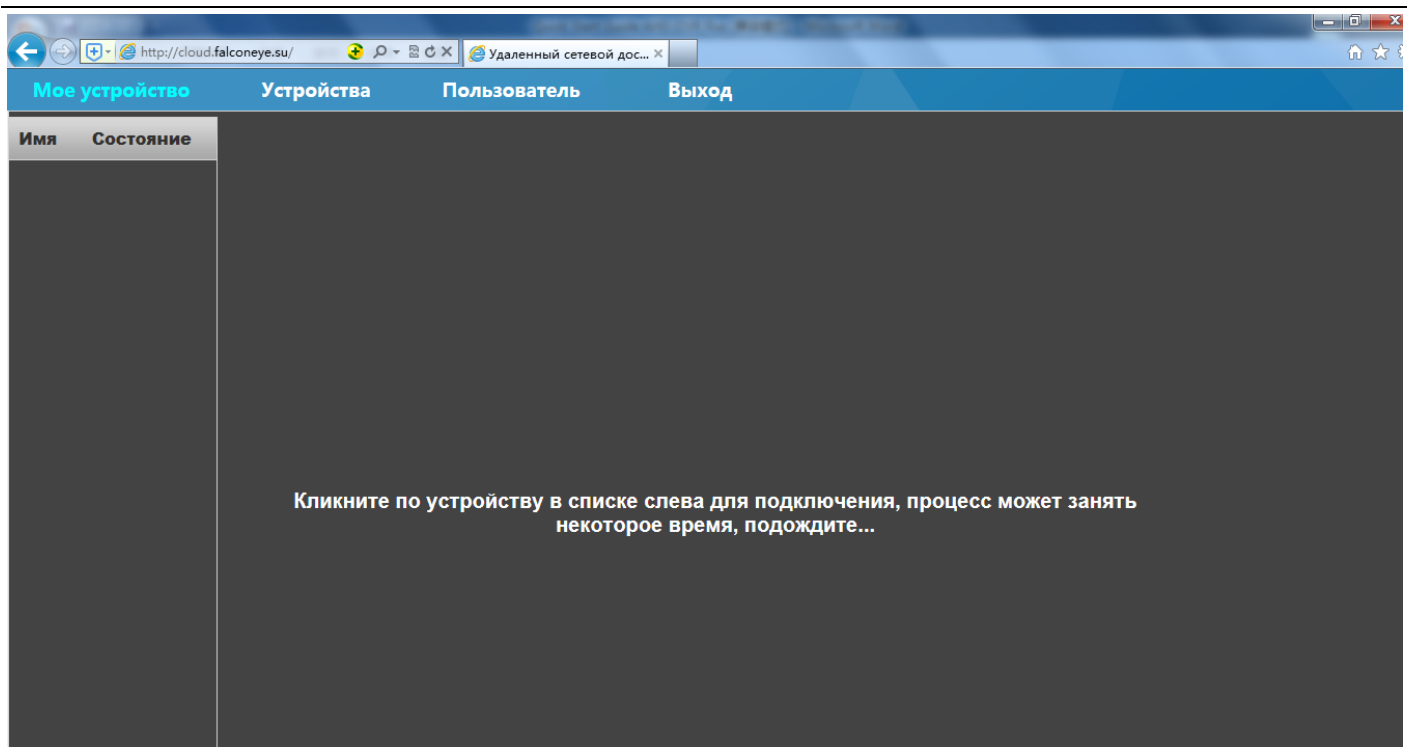 http://cloud.falconeye.su/
Удаленный сетевой дос...
Мое устройство Устройства Пользователь Выход
Имя Состояние
Кликните по устройству в списке слева для подключения, процесс может занять
некоторое время, подождите...